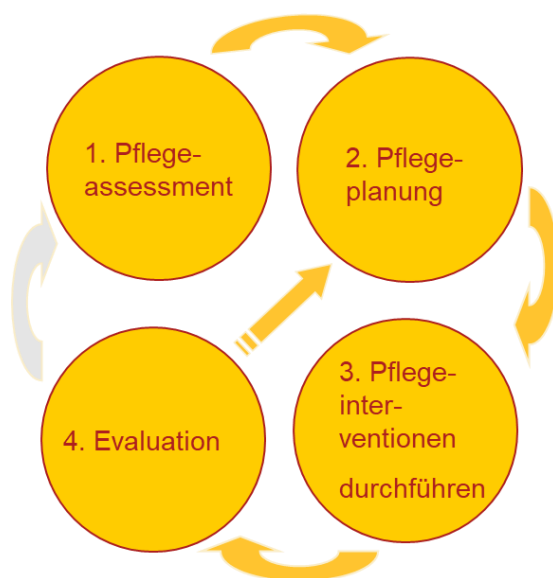 1. Pflege-
assessment
2. Pflege-
planung
3. Pflege-
inter-
ventionen
durchführen
4. Evaluation